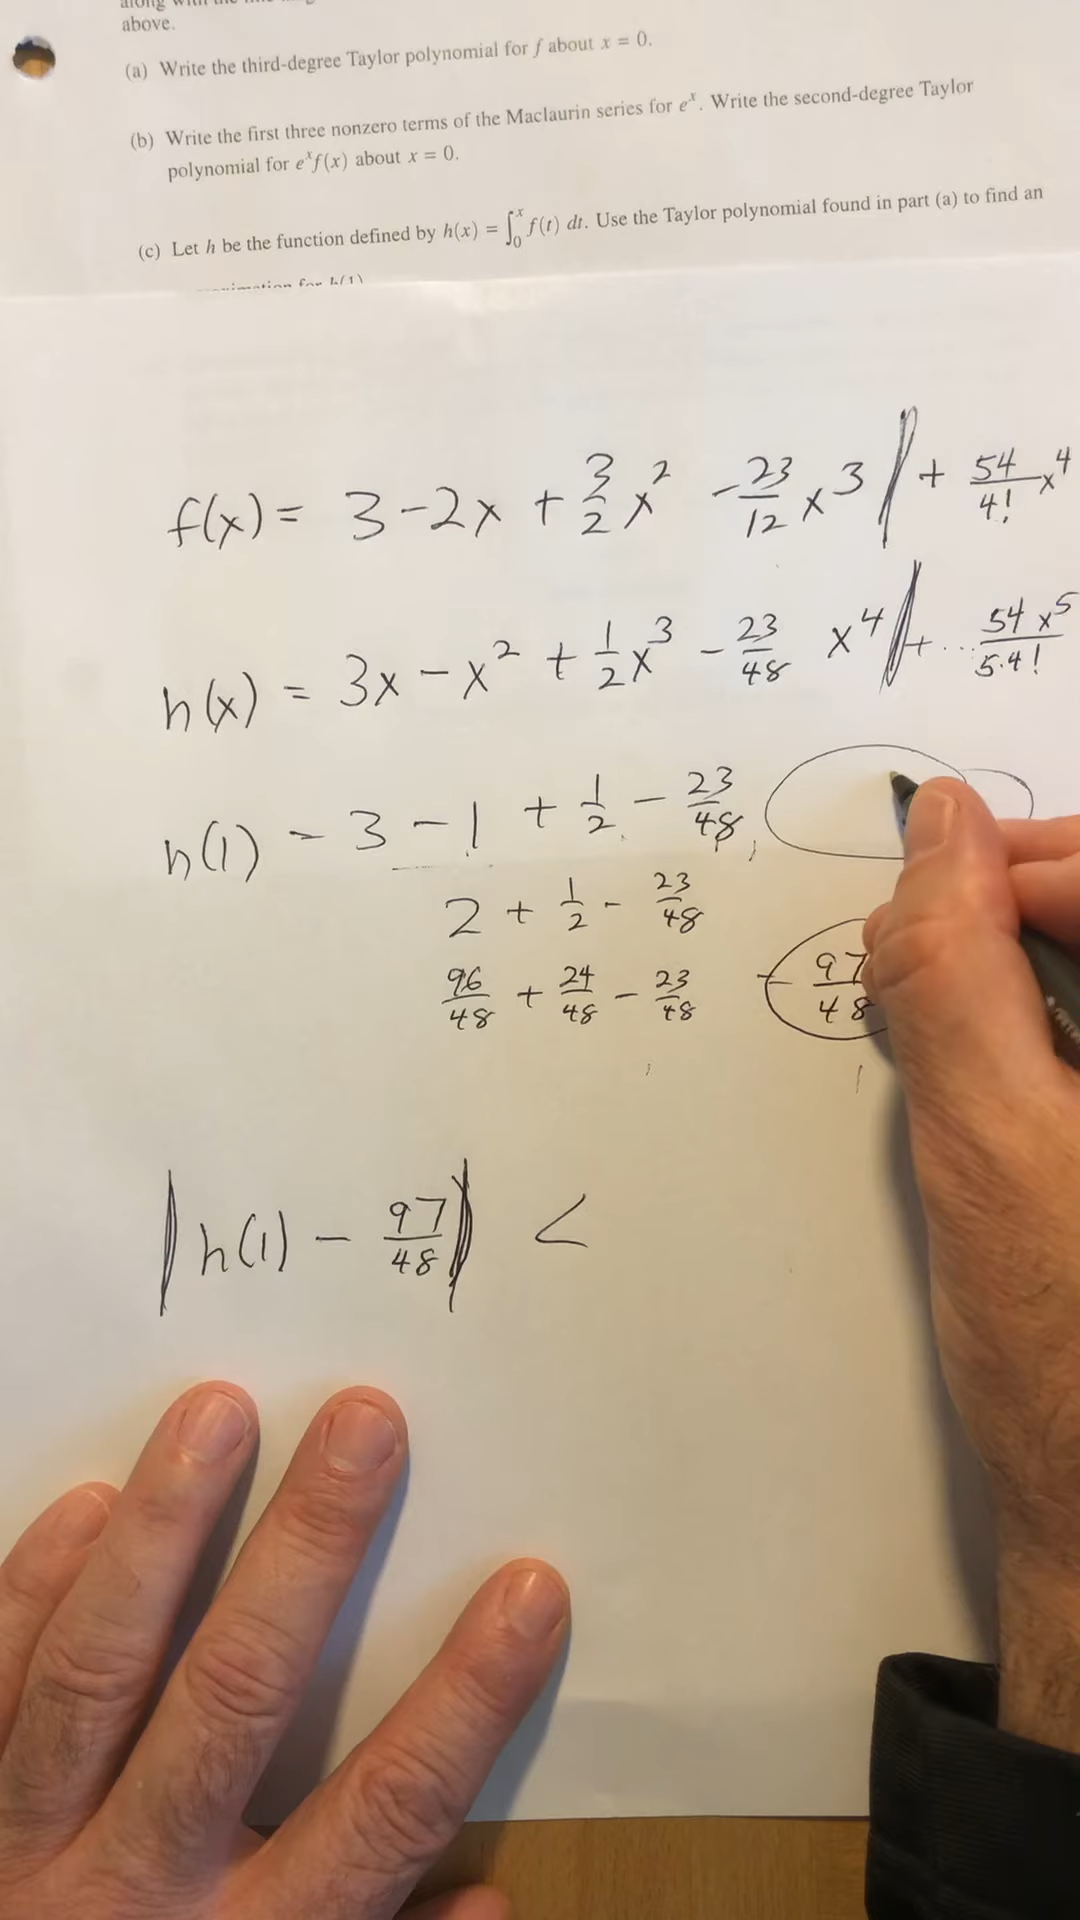 above.
(a) Write the third-degree Taylor polynomial for f about x = 0.
(b) Write the first three nonzero terms of the Maclaurin series for e^x. Write the second-degree Taylor
polynomial for e^x f(x) about x = 0.
(c) Let h be the function defined by h(x) = ∫_0^x f(t) dt. Use the Taylor polynomial found in part (a) to find an
for h(1)
f(x) = 3 - 2x + 3/2 x^2 - 23/12 x^3 | + 54/4! x^4
h(x) = 3x - x^2 + 1/2 x^3 - 23/48 x^4 | + ... 54 x^5/5·4!
h(1) - 3 - 1 + 1/2 - 23/48
2 + 1/2 - 23/48
96/48 + 24/48 - 23/48 = 97/48
|h(1) - 97/48| <